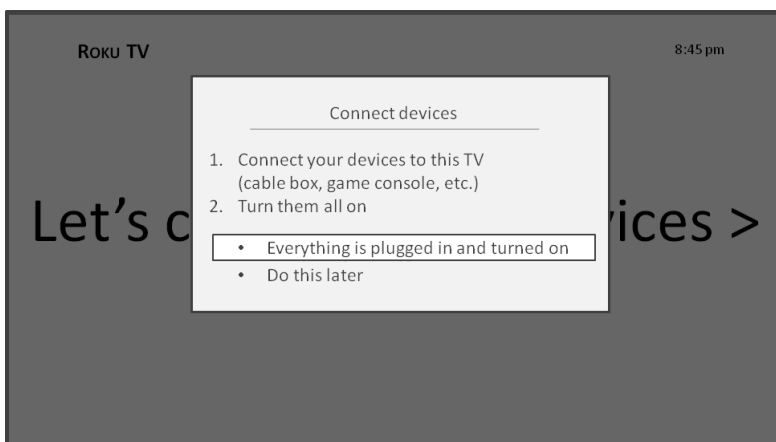 Roku TV
8:45 pm
Connect devices
1. Connect your devices to this TV
(cable box, game console, etc.)
2. Turn them all on
Let's c
ices >
• Everything is plugged in and turned on
• Do this later